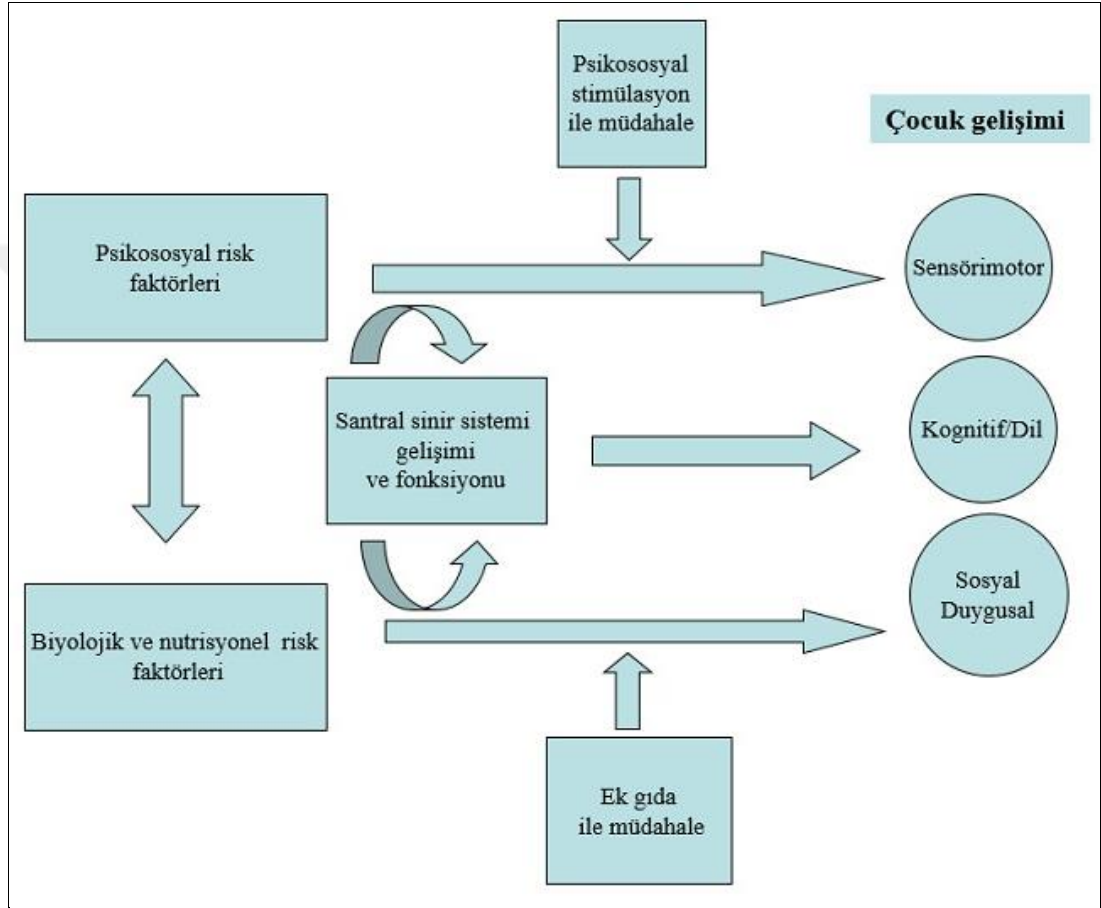 Psikososyal
stimülasyon
ile müdahale
Çocuk gelişimi
Psikososyal risk
faktörleri
Sensörimotor
Santral sinir sistemi
gelişimi
ve fonksiyonu
Kognitif/Dil
Biyolojik ve nutrisyonel risk
faktörleri
Sosyal
Duygusal
Ek gıda
ile müdahale